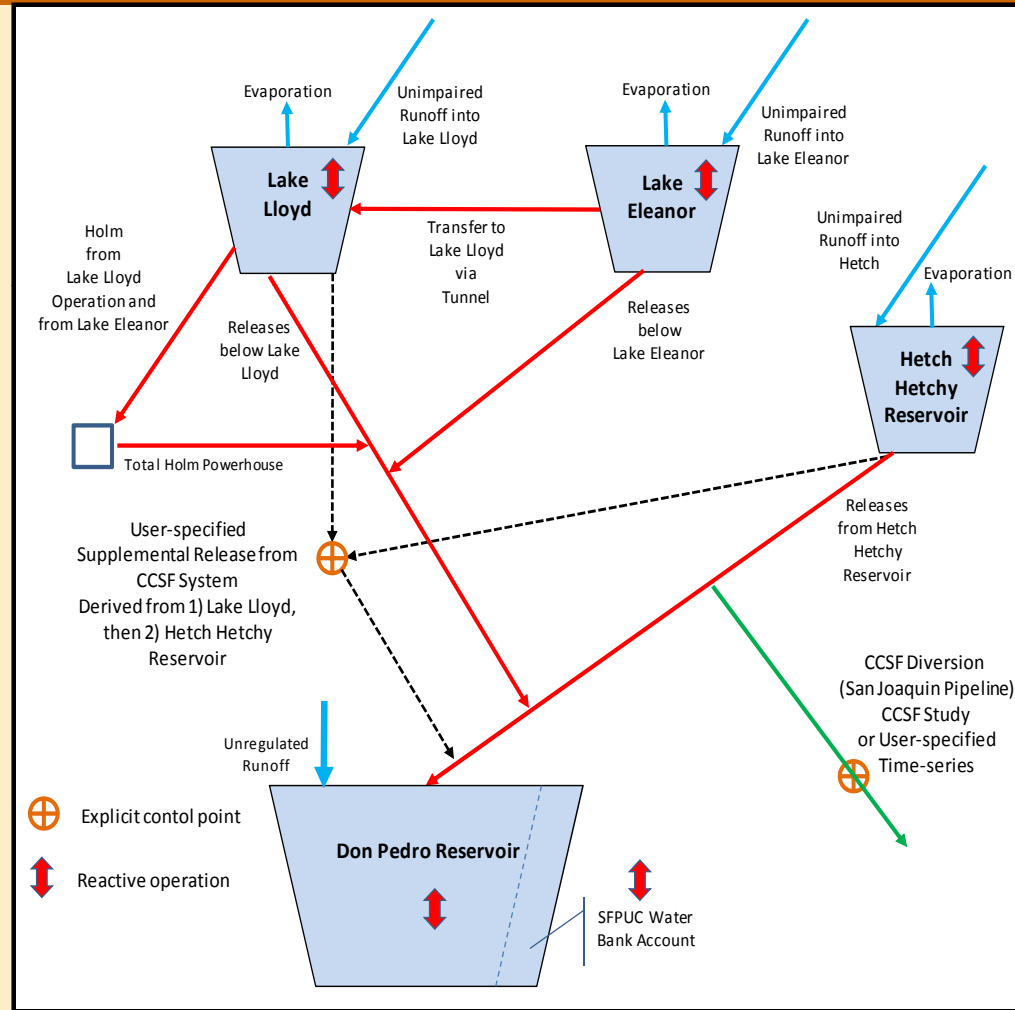 Evaporation
Unimpaired
Runoff into
Lake Lloyd
Evaporation
Unimpaired
Runoff into
Lake Eleanor
Lake
Lloyd
Lake
Eleanor
Holm
from
Lake Lloyd
Operation and
from Lake Eleanor
Transfer to
Lake Lloyd
via
Tunnel
Unimpaired
Runoff into
Hetch
Evaporation
Releases
below Lake
Lloyd
Releases
below
Lake Eleanor
Hetch
Hetchy
Reservoir
Total Holm Powerhouse
Releases
from Hetch
Hetchy
Reservoir
User-specified
Supplemental Release from
CCSF System
Derived from 1) Lake Lloyd,
then 2) Hetch Hetchy
Reservoir
CCSF Diversion
(San Joaquin Pipeline)
CCSF Study
or User-specified
Time-series
Unregulated
Runoff
Explicit contol point
Reactive operation
Don Pedro Reservoir
SFPUC Water
Bank Account